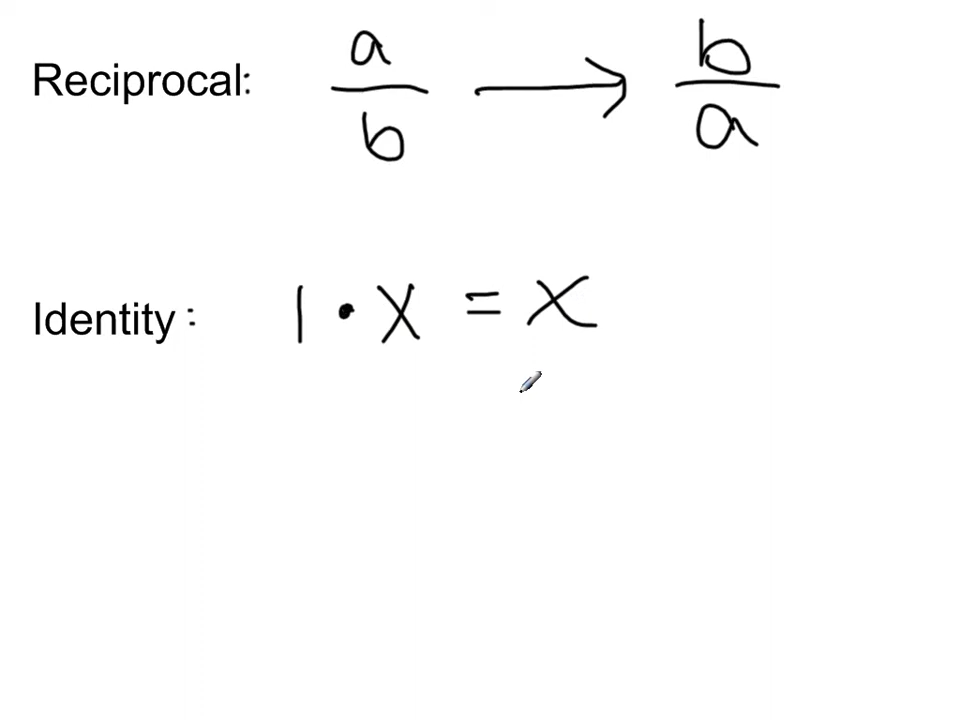 Reciprocal: a/b → b/a
Identity: 1 • x = x